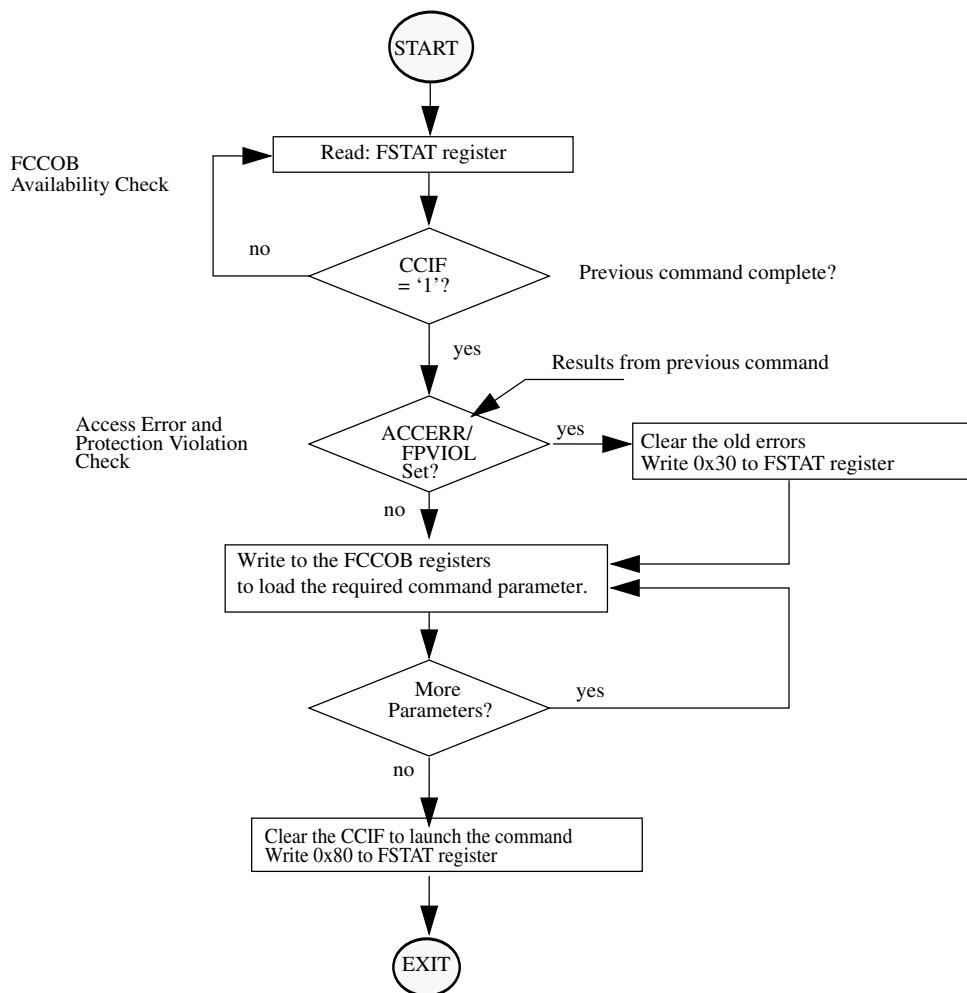 START
Read: FSTAT register
FCCOB
Availability Check
no
CCIF
= ‘1’?
Previous command complete?
yes
Results from previous command
Access Error and
Protection Violation
Check
ACCERR/
FPVIOL
Set?
yes
Clear the old errors
Write 0x30 to FSTAT register
no
Write to the FCCOB registers
to load the required command parameter.
More
Parameters?
yes
no
Clear the CCIF to launch the command
Write 0x80 to FSTAT register
EXIT